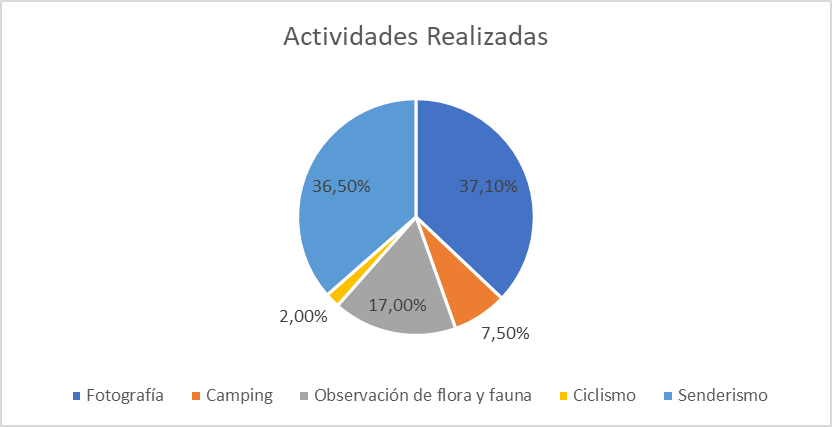 Actividades Realizadas
36,50%
37,10%
17,00%
2,00%
7,50%
Fotografía Camping Observación de flora y fauna Ciclismo Senderismo